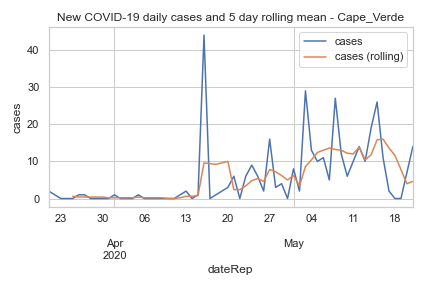 New COVID-19 daily cases and 5 day rolling mean - Cape_Verde
cases
cases (rolling)
cases
40
30
20
10
0
23 30 06 13 20 27 04 11 18
Apr May
2020
dateRep